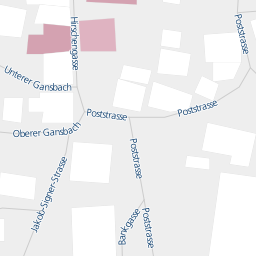 Hirschengasse
Poststrasse
Unterer Gansbach
Poststrasse
Poststrasse
Oberer Gansbach
Poststrasse
Jakob-Signer-Strasse
Bankgasse
Poststrasse